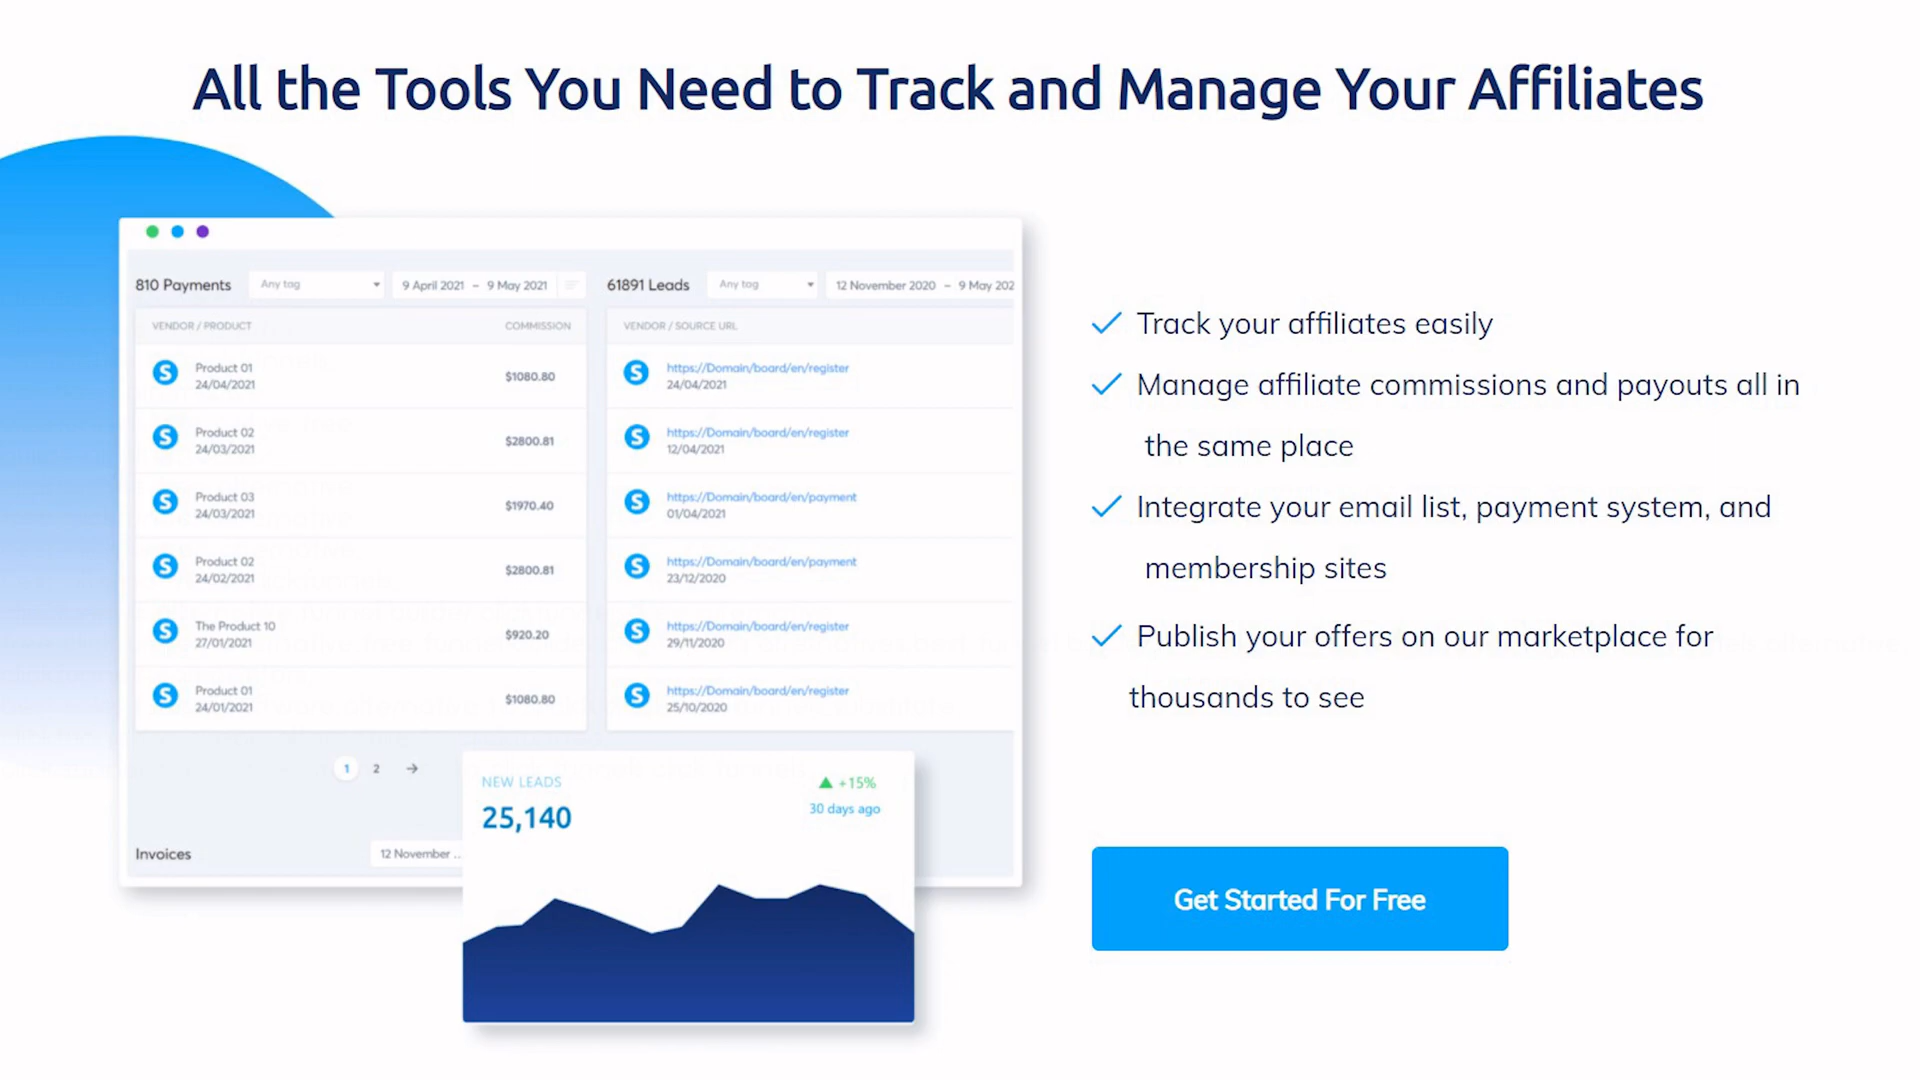 All the Tools You Need to Track and Manage Your Affiliates
810 Payments
Any tag
9 April 2021 – 9 May 2021
VENDOR / PRODUCT
COMMISSION
S
Product 01
24/04/2021
$1080.80
S
Product 02
24/03/2021
$2800.81
S
Product 03
24/03/2021
$1970.40
S
Product 02
24/02/2021
$2800.81
S
The Product 10
27/01/2021
$920.20
S
Product 01
24/01/2021
$1080.80
1 2
Invoices
12 November ...
61891 Leads
Any tag
12 November 2020 – 9 May 202
VENDOR / SOURCE URL
S
https://Domain/board/en/register
24/04/2021
S
https://Domain/board/en/register
12/04/2021
S
https://Domain/board/en/payment
01/04/2021
S
https://Domain/board/en/payment
23/12/2020
S
https://Domain/board/en/register
29/11/2020
S
https://Domain/board/en/register
25/10/2020
NEW LEADS
25,140
+15%
30 days ago
Track your affiliates easily
Manage affiliate commissions and payouts all in
the same place
Integrate your email list, payment system, and
membership sites
Publish your offers on our marketplace for
thousands to see
Get Started For Free